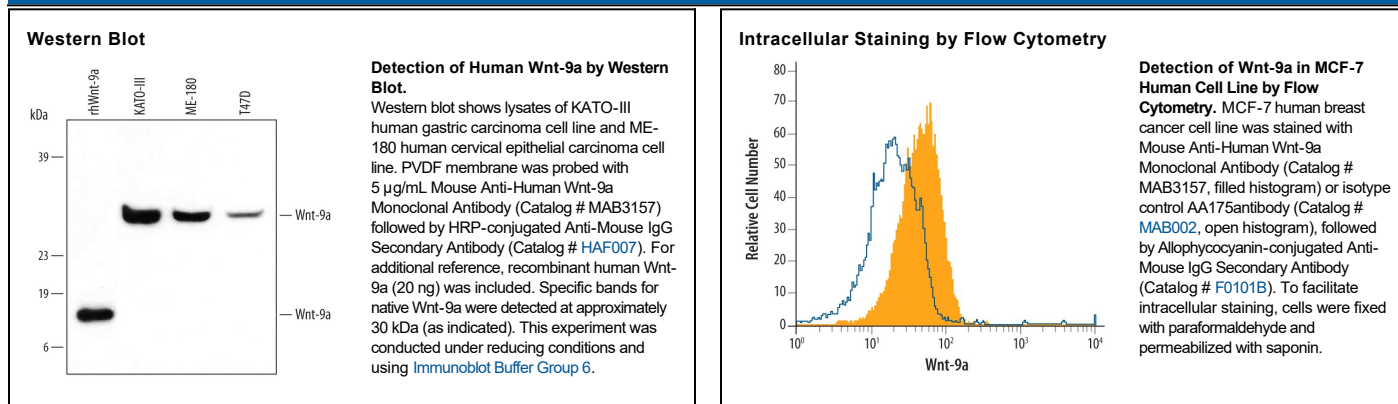 Western Blot
kDa
rhWnt-9a
KATO-III
ME-180
T47D
39
23
19
6
Wnt-9a
Wnt-9a
Detection of Human Wnt-9a by Western
Blot.
Western blot shows lysates of KATO-III
human gastric carcinoma cell line and ME-
180 human cervical epithelial carcinoma cell
line. PVDF membrane was probed with
5 µg/mL Mouse Anti-Human Wnt-9a
Monoclonal Antibody (Catalog # MAB3157)
followed by HRP-conjugated Anti-Mouse IgG
Secondary Antibody (Catalog # HAF007). For
additional reference, recombinant human Wnt-
9a (20 ng) was included. Specific bands for
native Wnt-9a were detected at approximately
30 kDa (as indicated). This experiment was
conducted under reducing conditions and
using Immunoblot Buffer Group 6.
Intracellular Staining by Flow Cytometry
Relative Cell Number
80
70
60
50
40
30
20
10
0
10⁰ 10¹ 10² 10³ 10⁴
Wnt-9a
Detection of Wnt-9a in MCF-7
Human Cell Line by Flow
Cytometry. MCF-7 human breast
cancer cell line was stained with
Mouse Anti-Human Wnt-9a
Monoclonal Antibody (Catalog #
MAB3157, filled histogram) or isotype
control AA175antibody (Catalog #
MAB002, open histogram), followed
by Allophycocyanin-conjugated Anti-
Mouse IgG Secondary Antibody
(Catalog # F0101B). To facilitate
intracellular staining, cells were fixed
with paraformaldehyde and
permeabilized with saponin.